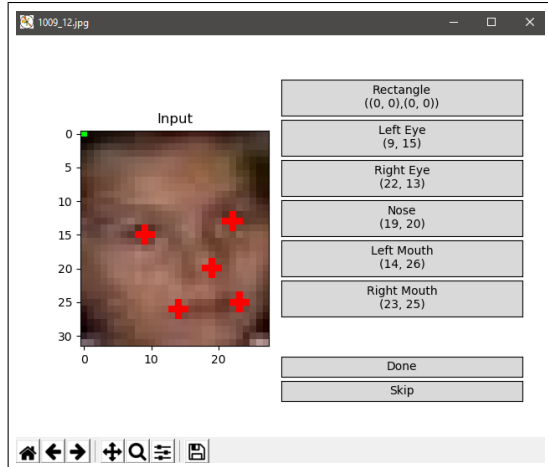 1009_12.jpg
Input
0
5
10
15
20
25
30
0
10
20
Rectangle
((0, 0),(0, 0))
Left Eye
(9, 15)
Right Eye
(22, 13)
Nose
(19, 20)
Left Mouth
(14, 26)
Right Mouth
(23, 25)
Done
Skip